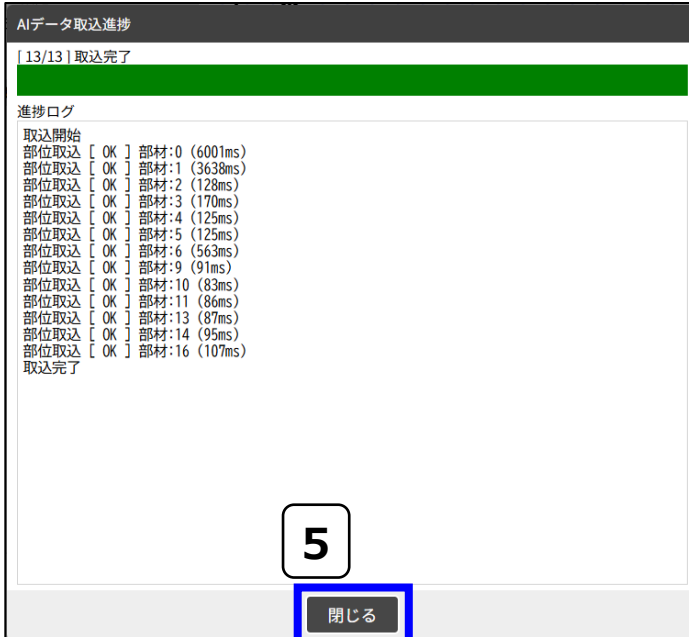 AIデータ取込進捗
[ 13/13 ] 取込完了
進捗ログ
取込開始
部位取込 [ OK ] 部材:0 (6001ms)
部位取込 [ OK ] 部材:1 (3638ms)
部位取込 [ OK ] 部材:2 (128ms)
部位取込 [ OK ] 部材:3 (170ms)
部位取込 [ OK ] 部材:4 (125ms)
部位取込 [ OK ] 部材:5 (125ms)
部位取込 [ OK ] 部材:6 (563ms)
部位取込 [ OK ] 部材:9 (91ms)
部位取込 [ OK ] 部材:10 (83ms)
部位取込 [ OK ] 部材:11 (86ms)
部位取込 [ OK ] 部材:13 (87ms)
部位取込 [ OK ] 部材:14 (95ms)
部位取込 [ OK ] 部材:16 (107ms)
取込完了
5
閉じる